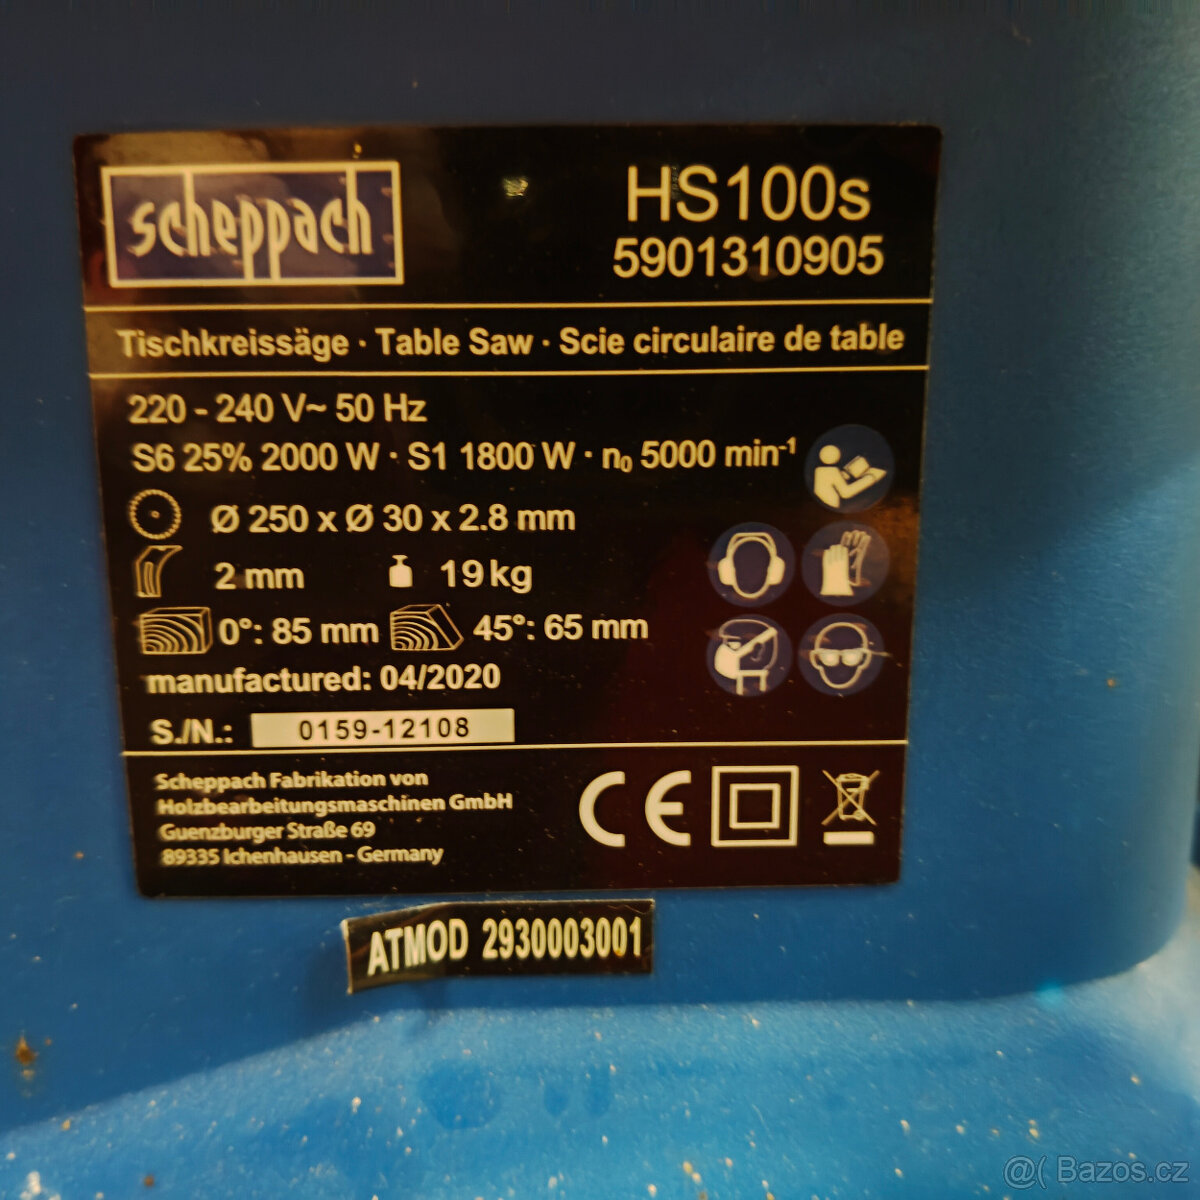 scheppach
HS100s
5901310905
Tischkreissäge · Table Saw · Scie circulaire de table
220 - 240 V~ 50 Hz
S6 25% 2000 W · S1 1800 W · n₀ 5000 min⁻¹
Ø 250 x Ø 30 x 2.8 mm
2 mm 19 kg
0°: 85 mm 45°: 65 mm
manufactured: 04/2020
S./N.: 0159-12108
Scheppach Fabrikation von
Holzbearbeitungsmaschinen GmbH
Guenzburger Straße 69
89335 Ichenhausen - Germany
CE
ATMOD 2930003001
@( Bazos.cz